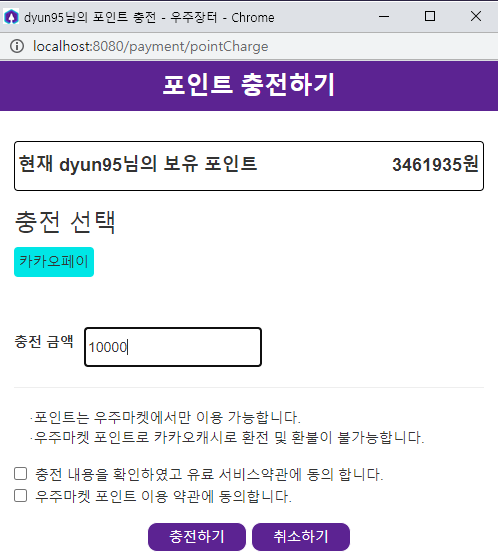 dyun95님의 포인트 충전 - 우주장터 - Chrome
localhost:8080/payment/pointCharge
포인트 충전하기
현재 dyun95님의 보유 포인트 3461935원
충전 선택
카카오페이
충전 금액 10000
·포인트는 우주마켓에서만 이용 가능합니다.
·우주마켓 포인트로 카카오캐시로 환전 및 환불이 불가능합니다.
충전 내용을 확인하였고 유료 서비스약관에 동의 합니다.
우주마켓 포인트 이용 약관에 동의합니다.
충전하기 취소하기